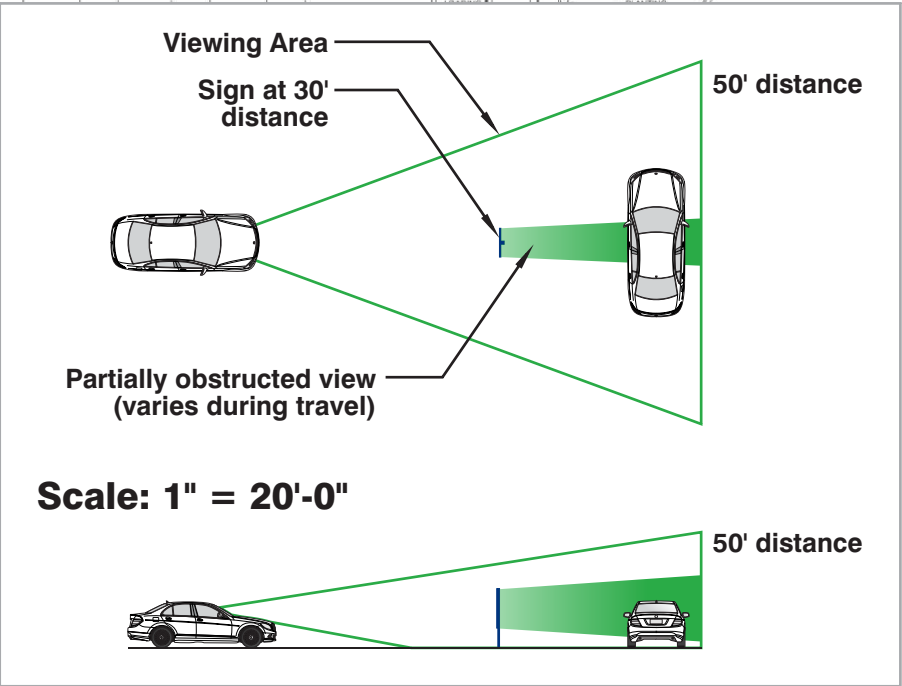 Viewing Area
Sign at 30'
distance
50' distance
Partially obstructed view
(varies during travel)
Scale: 1" = 20'-0"
50' distance